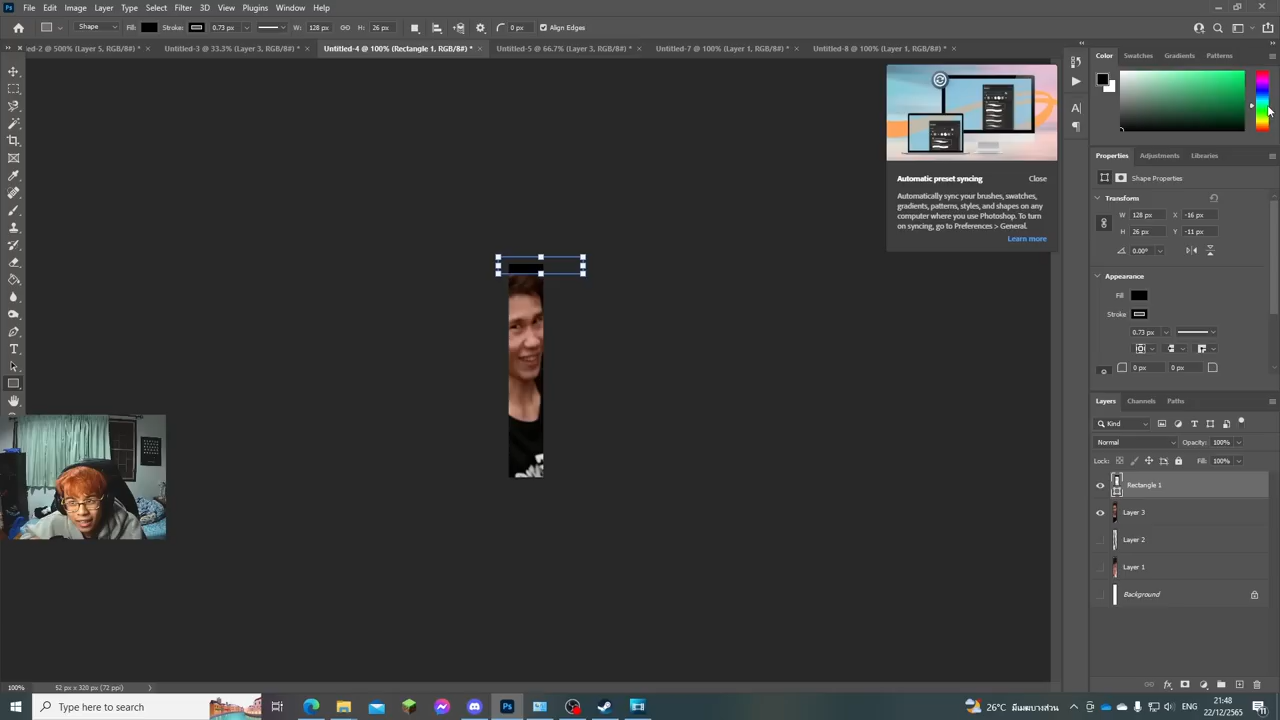 File Edit Image Layer Type Select Filter 3D View Plugins Window Help
Shape Fill: Stroke: 0.73 px W: 128 px H: 26 px 0 px Align Edges
ed-2 @ 500% (Layer 5, RGB/8#) * × Untitled-3 @ 33.3% (Layer 3, RGB/8#) * × Untitled-4 @ 100% (Rectangle 1, RGB/8#) * × Untitled-5 @ 66.7% (Layer 3, RGB/8#) * × Untitled-7 @ 100% (Layer 1, RGB/8#) * × Untitled-8 @ 100% (Layer 1, RGB/8#) * ×
Color Swatches Gradients Patterns
Automatic preset syncing Close
Automatically sync your brushes, swatches,
gradients, patterns, styles, and shapes on any
computer where you use Photoshop. To turn
on syncing, go to Preferences > General.
Learn more
Properties Adjustments Libraries
Shape Properties
Transform
W 128 px X -16 px
H 26 px Y -11 px
0.00°
Appearance
Fill
Stroke
0.73 px
0 px 0 px
Layers Channels Paths
Kind
Normal Opacity: 100%
Lock: Fill: 100%
Rectangle 1
Layer 3
Layer 2
Layer 1
Background
100% 52 px x 320 px (72 ppi)
Type here to search
26°C มีเมฆบางส่วน
21:48
22/12/2565